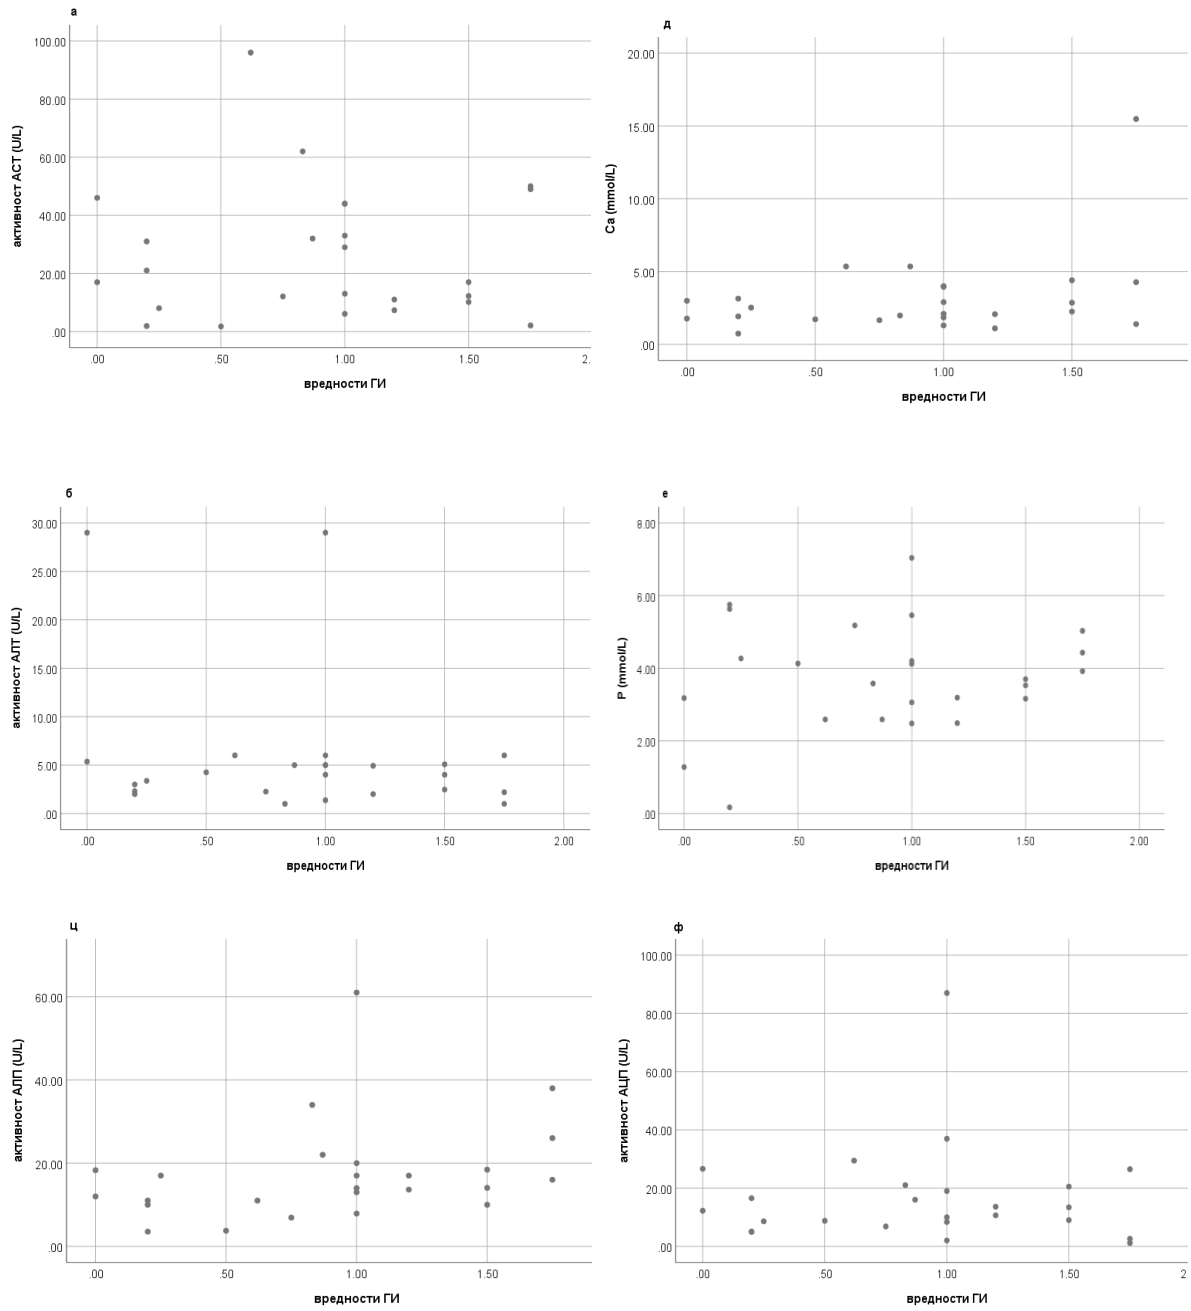 а
активност АСТ (U/L)
100.00
80.00
60.00
40.00
20.00
.00
.00 .50 1.00 1.50 2.
вредности ГИ
д
Ca (mmol/L)
20.00
15.00
10.00
5.00
.00
.00 .50 1.00 1.50
вредности ГИ
б
активност АЛТ (U/L)
30.00
25.00
20.00
15.00
10.00
5.00
.00
.00 .50 1.00 1.50 2.00
вредности ГИ
е
P (mmol/L)
8.00
6.00
4.00
2.00
.00
.00 .50 1.00 1.50 2.00
вредности ГИ
ц
активност АЛП (U/L)
60.00
40.00
20.00
.00
.00 .50 1.00 1.50
вредности ГИ
ф
активност АЦП (U/L)
100.00
80.00
60.00
40.00
20.00
.00
.00 .50 1.00 1.50 2
вредности ГИ